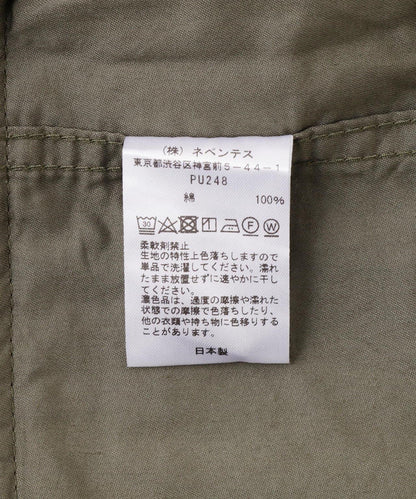 (株) ネペンテス
東京都渋谷区神宮前5-44-1
PU248
綿 100%
30 F W
柔軟剤禁止
生地の特性上色落ちしますので
単品で洗濯してください。濡れ
たまま放置せずに速やかに干し
てください。
濃色品は、過度の摩擦や濡れた
状態での摩擦で色落ちしたり、
他の衣類や持ち物に色移りする
ことがあります。
日本製